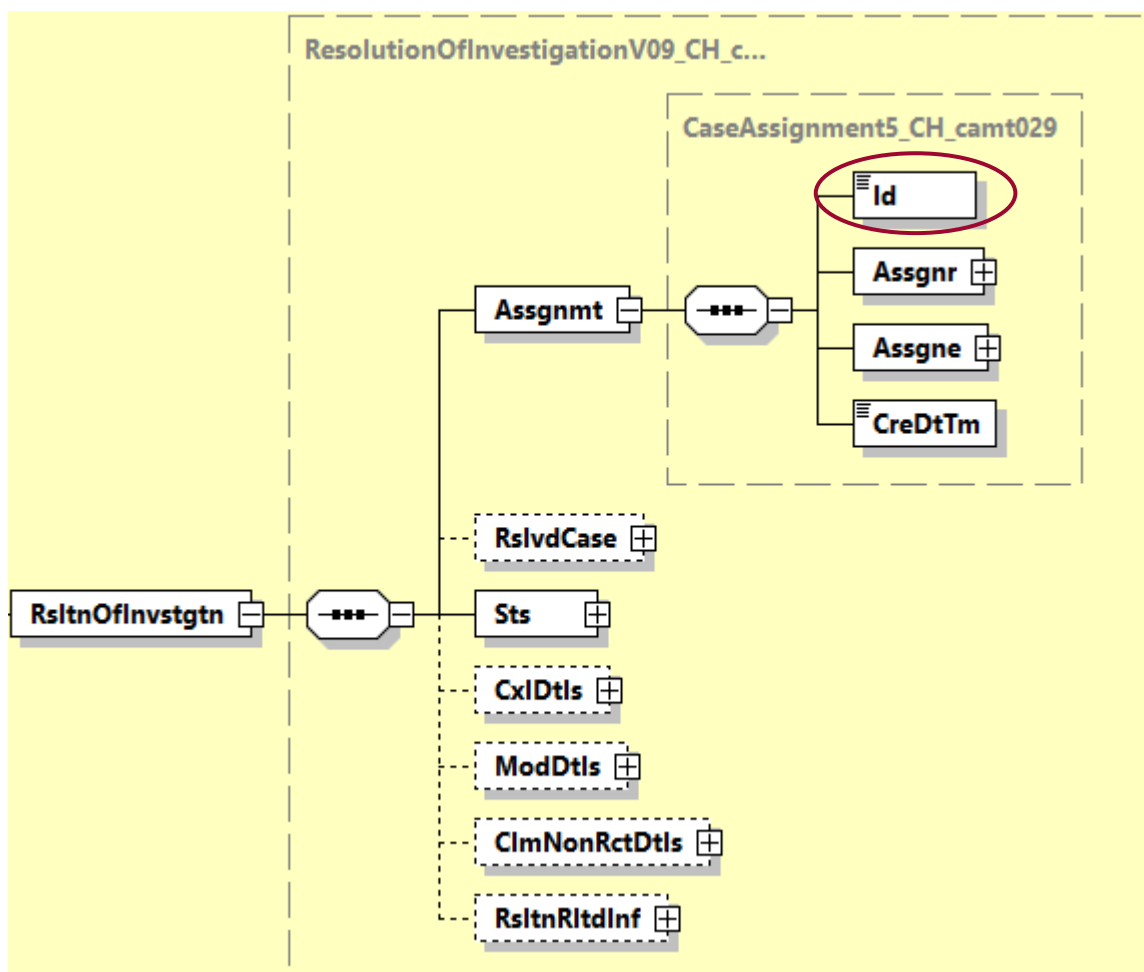 ResolutionOfInvestigationV09_CH_c...
CaseAssignment5_CH_camt029
Id
Assgnr
Assgne
CreDtTm
Assgnmt
RslvdCase
RsltnOfInvstgtn
Sts
CxlDtls
ModDtls
ClmNonRctDtls
RsltnRltdInf